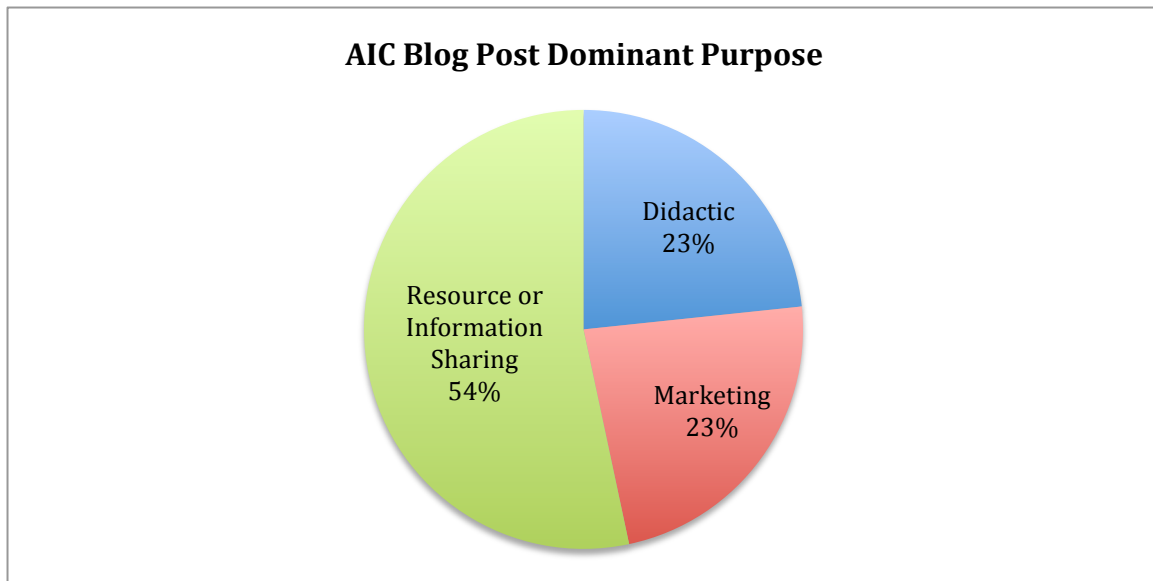 AIC Blog Post Dominant Purpose
Didactic
23%
Resource or
Information
Sharing
54%
Marketing
23%